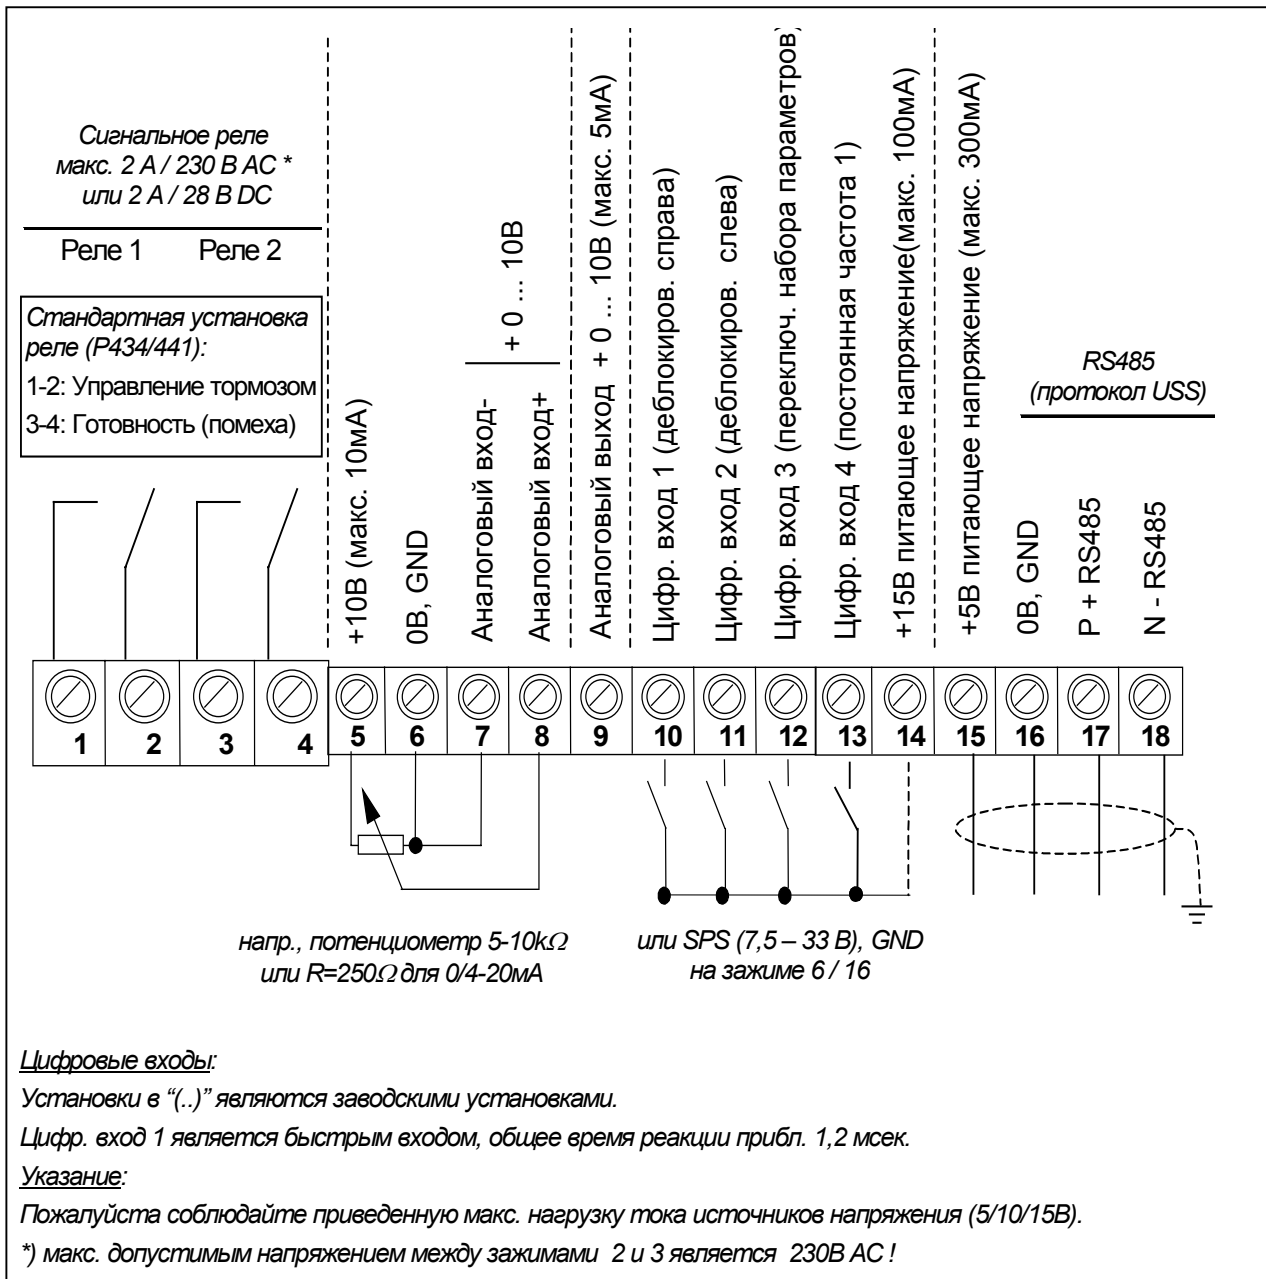 Сигнальное реле
макс. 2 А / 230 В АС *
или 2 А / 28 В DC
Реле 1 Реле 2
Стандартная установка
реле (P434/441):
1-2: Управление тормозом
3-4: Готовность (помеха)
+10В (макс. 10мА)
0В, GND
Аналоговый вход-
Аналоговый вход+
+ 0 ... 10В
Аналоговый выход + 0 ... 10В (макс. 5мА)
Цифр. вход 1 (деблокиров. справа)
Цифр. вход 2 (деблокиров. слева)
Цифр. вход 3 (переключ. набора параметров)
Цифр. вход 4 (постоянная частота 1)
+15В питающее напряжение(макс. 100мА)
+5В питающее напряжение (макс. 300мА)
RS485
(протокол USS)
0В, GND
P + RS485
N - RS485
1 2 3 4 5 6 7 8 9 10 11 12 13 14 15 16 17 18
напр., потенциометр 5-10kΩ
или R=250Ω для 0/4-20мА
или SPS (7,5 – 33 В), GND
на зажиме 6 / 16
Цифровые входы:
Установки в “(..)” являются заводскими установками.
Цифр. вход 1 является быстрым входом, общее время реакции прибл. 1,2 мсек.
Указание:
Пожалуйста соблюдайте приведенную макс. нагрузку тока источников напряжения (5/10/15В).
*) макс. допустимым напряжением между зажимами 2 и 3 является 230В АС !